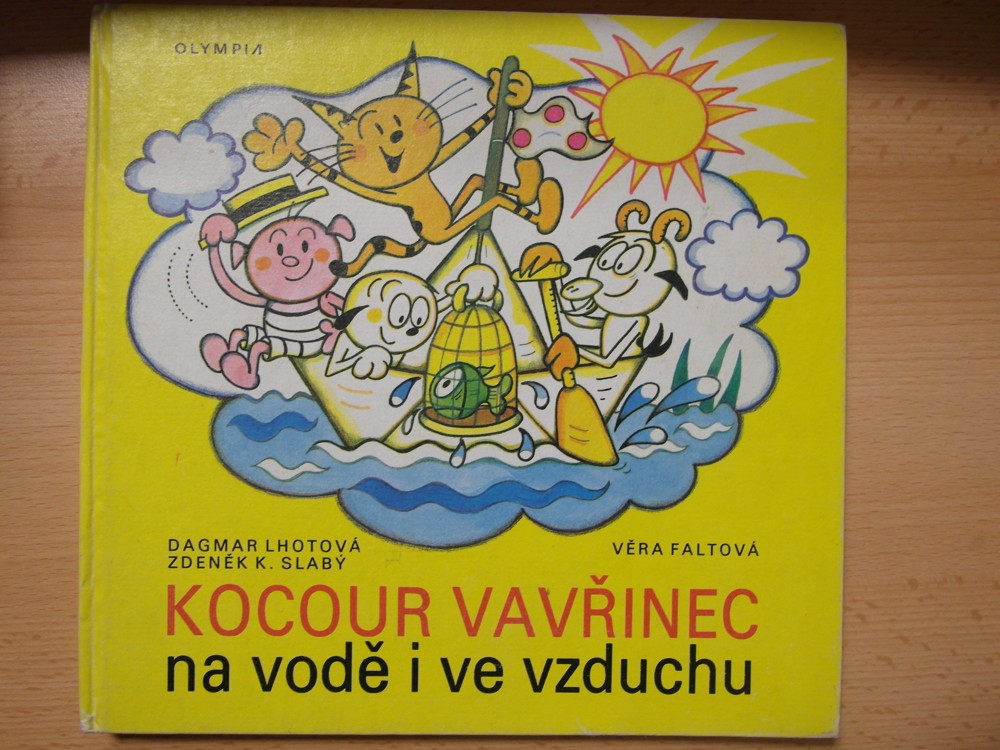 OLYMPIA
DAGMAR LHOTOVÁ
ZDENĚK K. SLABÝ
VĚRA FALTOVÁ
KOCOUR VAVŘINEC
na vodě i ve vzduchu